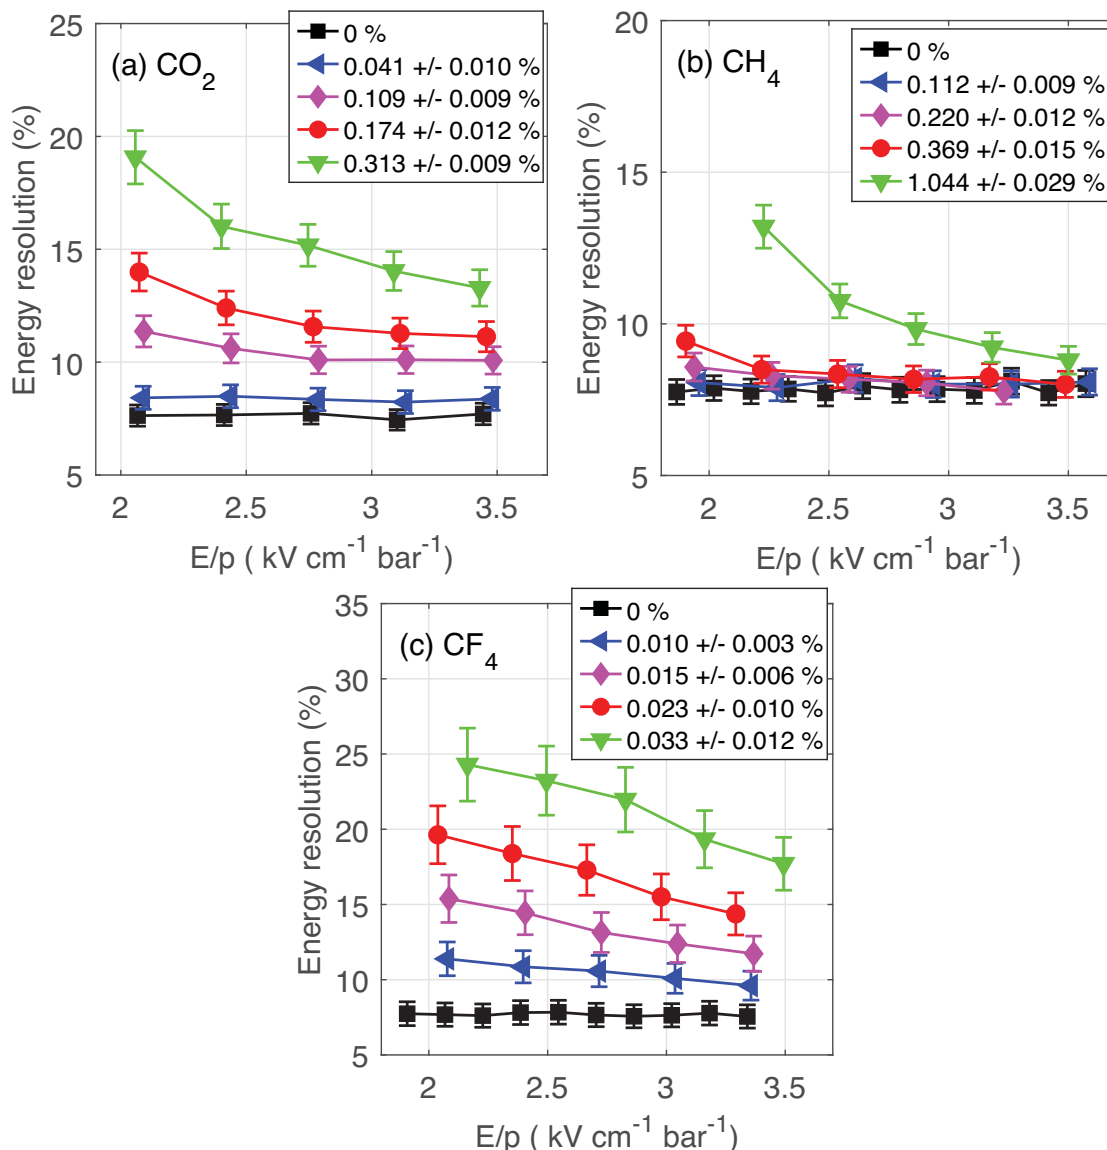 (a) CO2
0 %
0.041 +/- 0.010 %
0.109 +/- 0.009 %
0.174 +/- 0.012 %
0.313 +/- 0.009 %
25
20
15
10
5
Energy resolution (%)
2 2.5 3 3.5
E/p ( kV cm-1 bar-1)
(b) CH4
0 %
0.112 +/- 0.009 %
0.220 +/- 0.012 %
0.369 +/- 0.015 %
1.044 +/- 0.029 %
20
15
10
5
Energy resolution (%)
2 2.5 3 3.5
E/p ( kV cm-1 bar-1)
(c) CF4
0 %
0.010 +/- 0.003 %
0.015 +/- 0.006 %
0.023 +/- 0.010 %
0.033 +/- 0.012 %
35
30
25
20
15
10
5
Energy resolution (%)
2 2.5 3 3.5
E/p ( kV cm-1 bar-1)